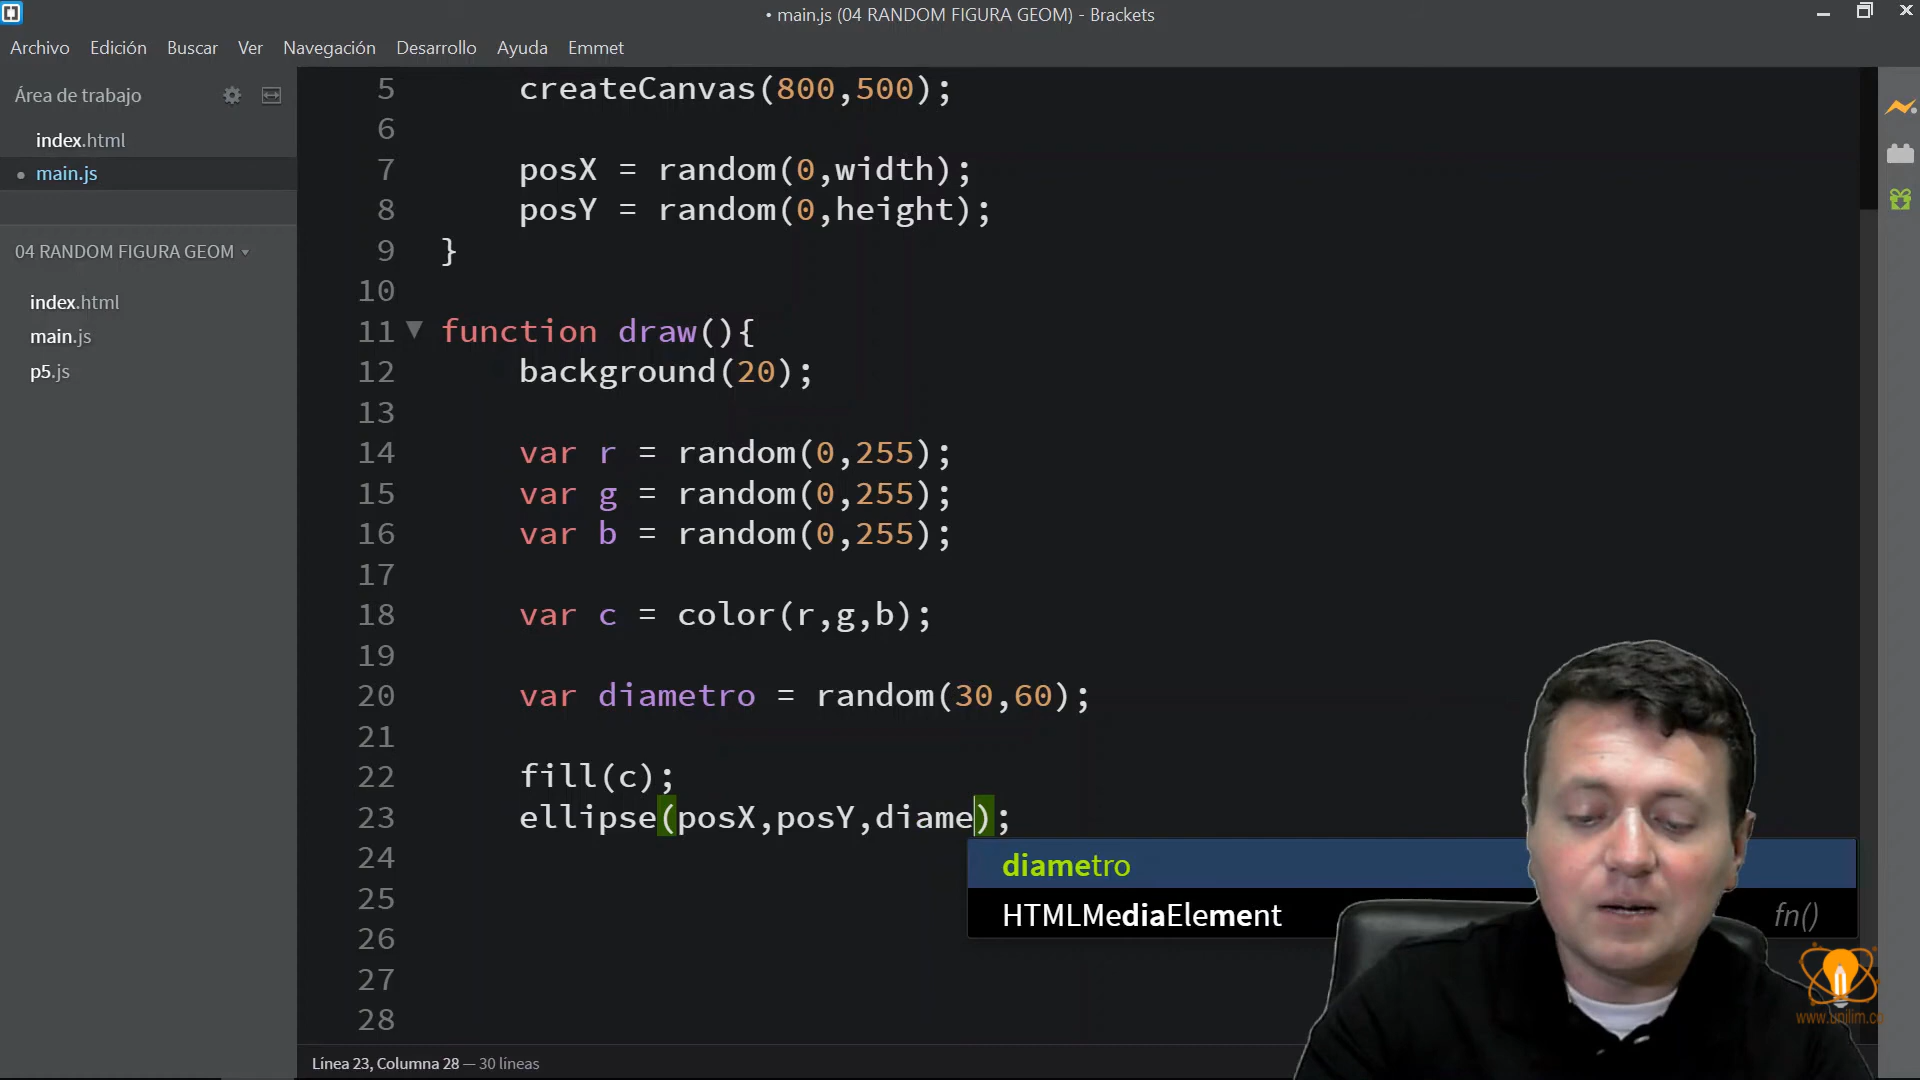 • main.js (04 RANDOM FIGURA GEOM) - Brackets
Archivo Edición Buscar Ver Navegación Desarrollo Ayuda Emmet
Área de trabajo
index.html
• main.js
04 RANDOM FIGURA GEOM
index.html
main.js
p5.js
5 createCanvas(800,500);
6
7 posX = random(0,width);
8 posY = random(0,height);
9 }
10
11 function draw(){
12 background(20);
13
14 var r = random(0,255);
15 var g = random(0,255);
16 var b = random(0,255);
17
18 var c = color(r,g,b);
19
20 var diametro = random(30,60);
21
22 fill(c);
23 ellipse(posX,posY,diame);
24
diametro
25
HTMLMediaElement fn()
26
27
28
Línea 23, Columna 28 — 30 líneas